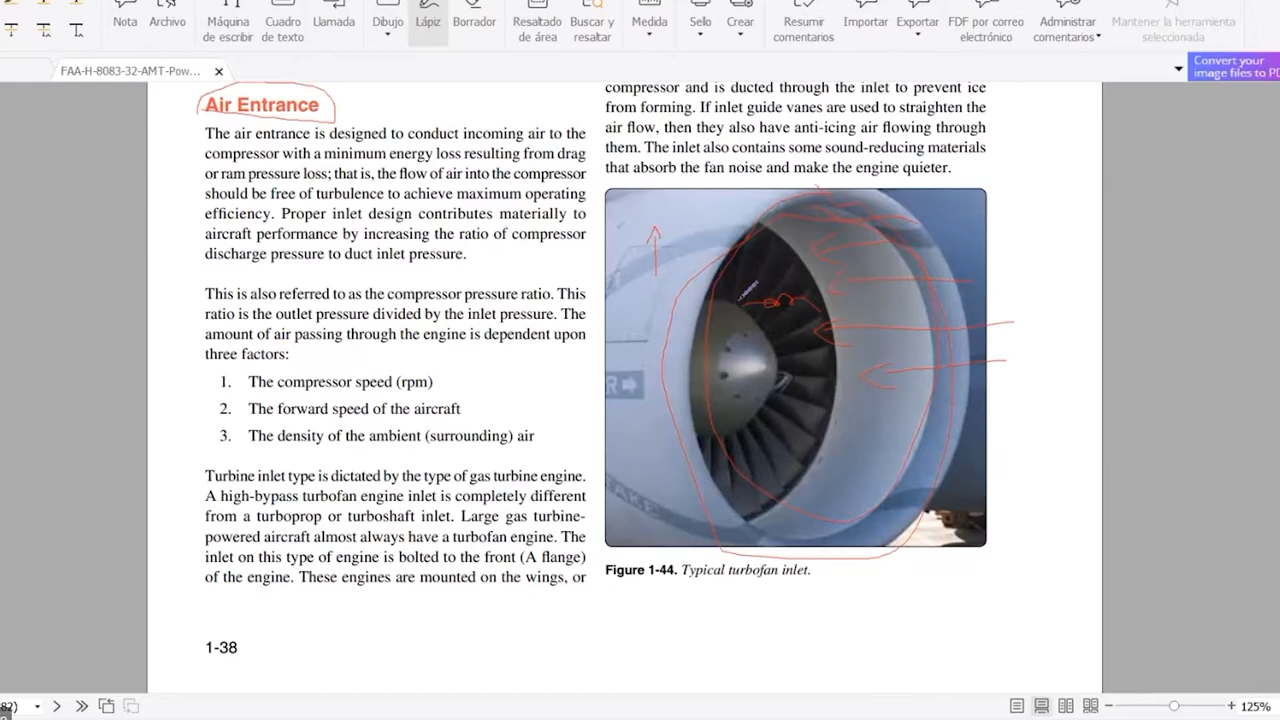 Nota
Archivo
Máquina
de escribir
Cuadro
de texto
Llamada
Dibujo
Lápiz
Borrador
Resaltado
de área
Buscar y
resaltar
Medida
Sello
Crear
Resumir
comentarios
Importar
Exportar
PDF por correo
electrónico
Administrar
comentarios
Mantener la herramienta
seleccionada
FAA-H-8083-32-AMT-Pow...
Convert your
image files to PD
Air Entrance
The air entrance is designed to conduct incoming air to the
compressor with a minimum energy loss resulting from drag
or ram pressure loss; that is, the flow of air into the compressor
should be free of turbulence to achieve maximum operating
efficiency. Proper inlet design contributes materially to
aircraft performance by increasing the ratio of compressor
discharge pressure to duct inlet pressure.
This is also referred to as the compressor pressure ratio. This
ratio is the outlet pressure divided by the inlet pressure. The
amount of air passing through the engine is dependent upon
three factors:
1. The compressor speed (rpm)
2. The forward speed of the aircraft
3. The density of the ambient (surrounding) air
Turbine inlet type is dictated by the type of gas turbine engine.
A high-bypass turbofan engine inlet is completely different
from a turboprop or turboshaft inlet. Large gas turbine-
powered aircraft almost always have a turbofan engine. The
inlet on this type of engine is bolted to the front (A flange)
of the engine. These engines are mounted on the wings, or
1-38
compressor and is ducted through the inlet to prevent ice
from forming. If inlet guide vanes are used to straighten the
air flow, then they also have anti-icing air flowing through
them. The inlet also contains some sound-reducing materials
that absorb the fan noise and make the engine quieter.
Figure 1-44. Typical turbofan inlet.
82)
125%